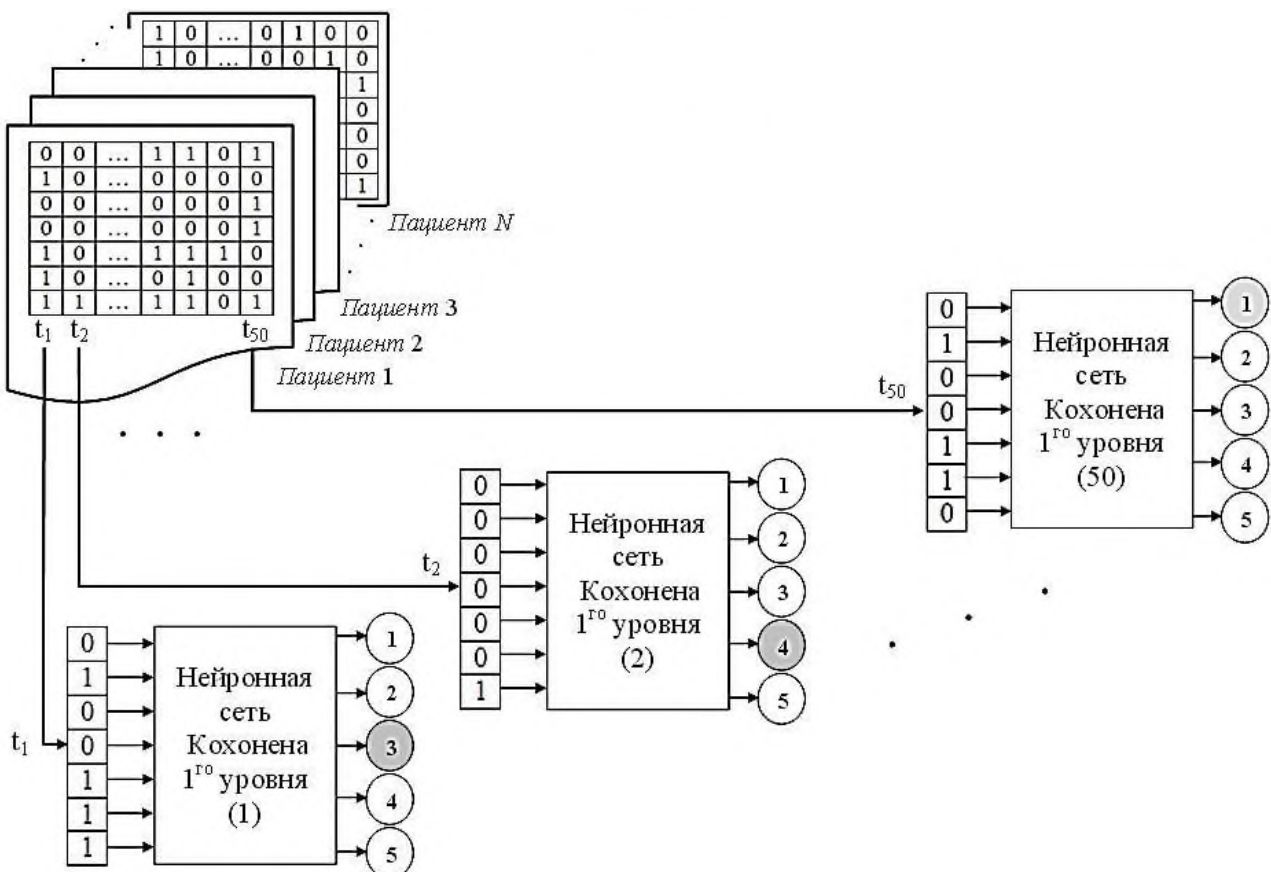 1 0 ... 0 1 0 0
1 0 ... 0 0 1 0
1
0
0
0
1
0 0 ... 1 1 0 1
1 0 ... 0 0 0 0
0 0 ... 0 0 0 1
0 0 ... 0 0 0 1
1 0 ... 1 1 1 0
1 0 ... 0 1 0 0
1 1 ... 1 1 0 1
t1 t2 t50
Пациент N
Пациент 3
Пациент 2
Пациент 1
. . .
t50
0
1
0
0
1
1
0
Нейронная
сеть
Кохонена
1го уровня
(50)
1
2
3
4
5
t2
0
0
0
0
0
0
1
Нейронная
сеть
Кохонена
1го уровня
(2)
1
2
3
4
5
t1
0
1
0
0
1
1
1
Нейронная
сеть
Кохонена
1го уровня
(1)
1
2
3
4
5